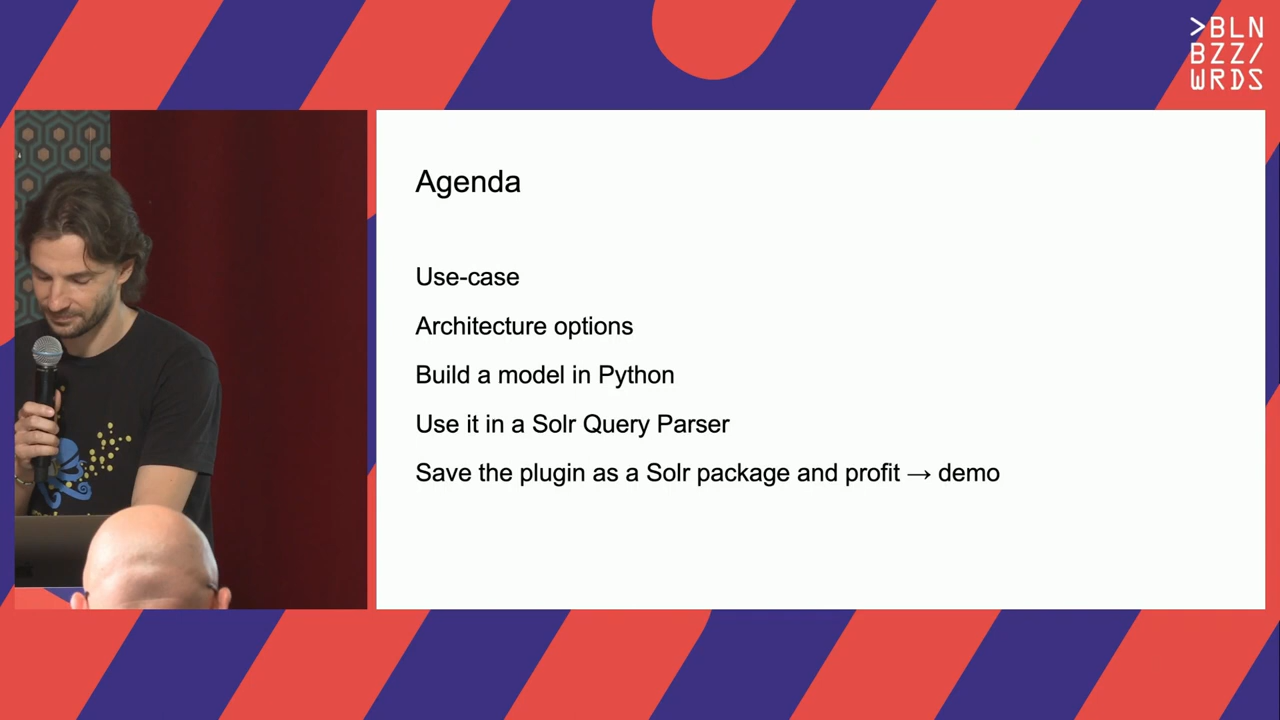 >BLN
BZZ/
WRDS
Agenda
Use-case
Architecture options
Build a model in Python
Use it in a Solr Query Parser
Save the plugin as a Solr package and profit → demo